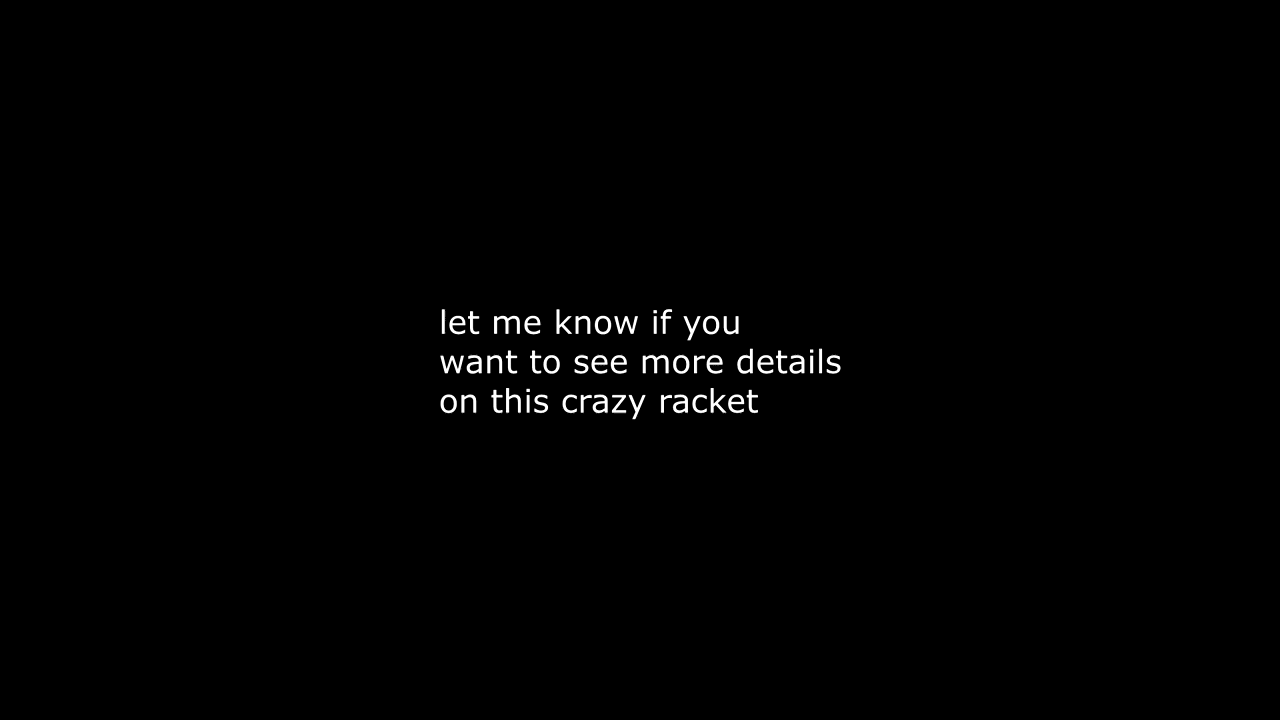 let me know if you
want to see more details
on this crazy racket